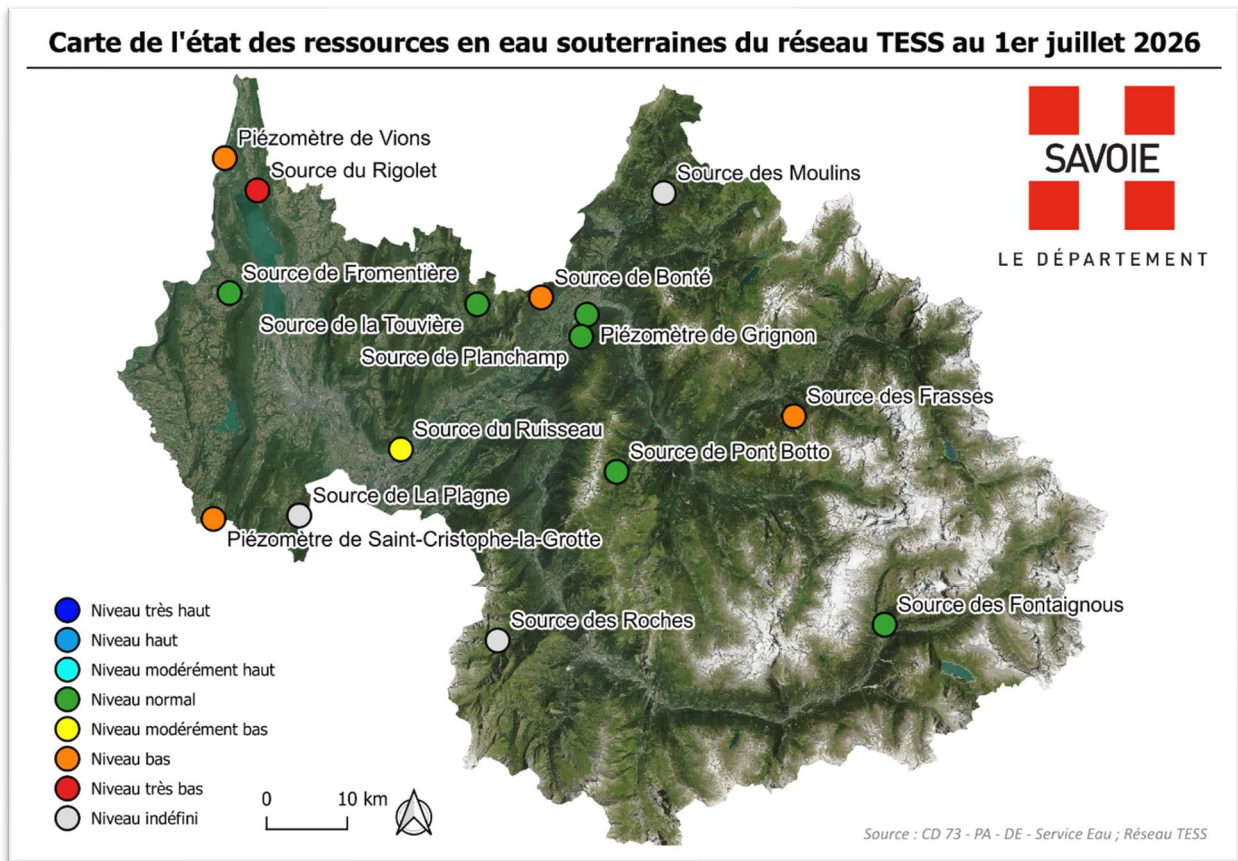 Carte de l'état des ressources en eau souterraines du réseau TESS au 1er juillet 2026
SAVOIE
LE DÉPARTEMENT
Piézomètre de Vions
Source du Rigolet
Source des Moulins
Source de Fromentière
Source de Bonté
Source de la Touvière
Piézomètre de Grignon
Source de Planchamp
Source des Frasses
Source du Ruisseau
Source de Pont Botto
Source de La Plagne
Piézomètre de Saint-Cristophe-la-Grotte
Source des Roches
Source des Fontaignous
Niveau très haut
Niveau haut
Niveau modérément haut
Niveau normal
Niveau modérément bas
Niveau bas
Niveau très bas
Niveau indéfini
0 10 km
Source : CD 73 - PA - DE - Service Eau ; Réseau TESS